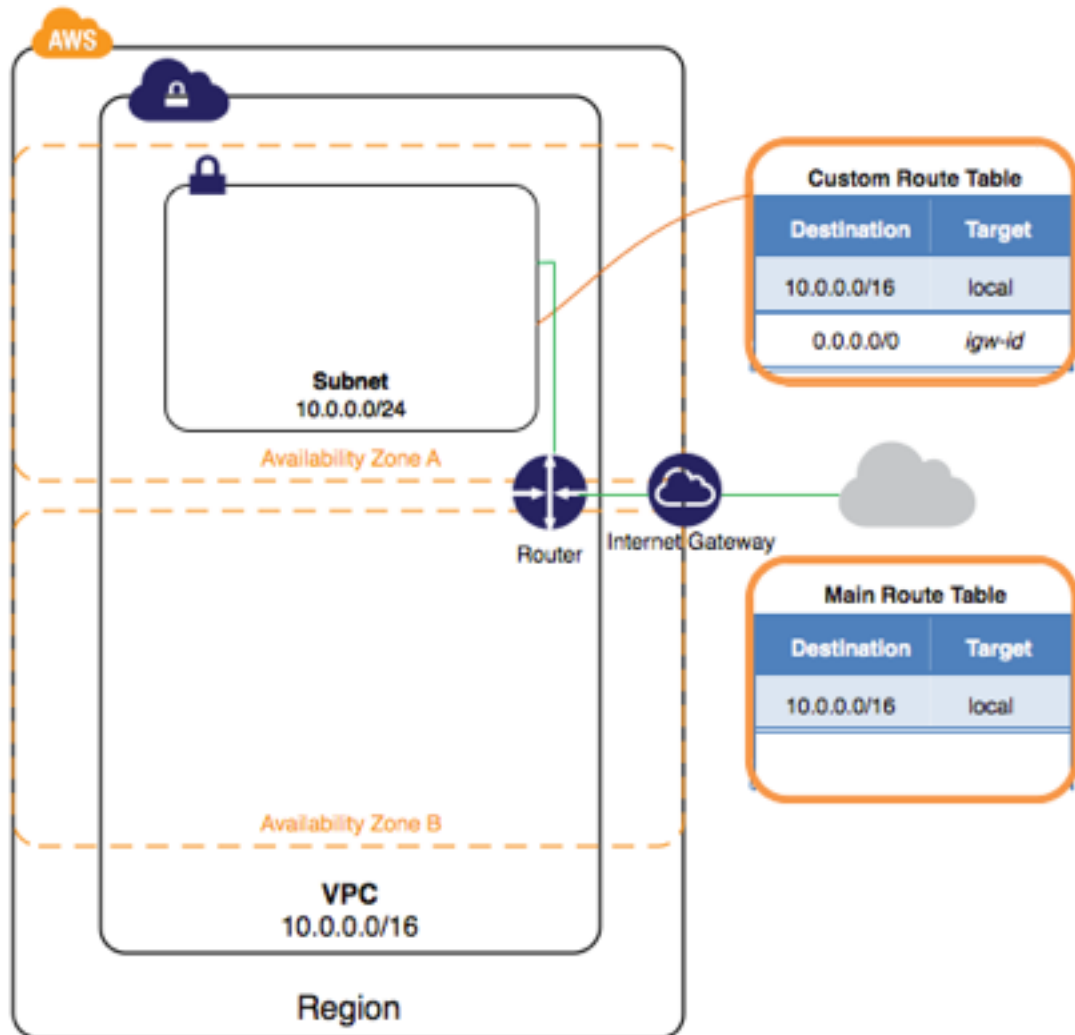 AWS
Custom Route Table
Destination Target
10.0.0.0/16 local
0.0.0.0/0 igw-id
Subnet
10.0.0.0/24
Availability Zone A
Router
Internet Gateway
Main Route Table
Destination Target
10.0.0.0/16 local
Availability Zone B
VPC
10.0.0.0/16
Region